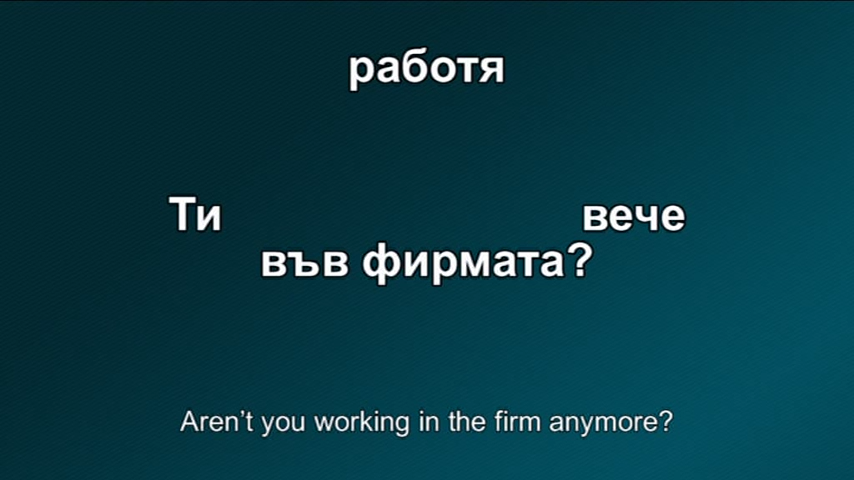 работя
Ти вече
във фирмата?
Aren’t you working in the firm anymore?